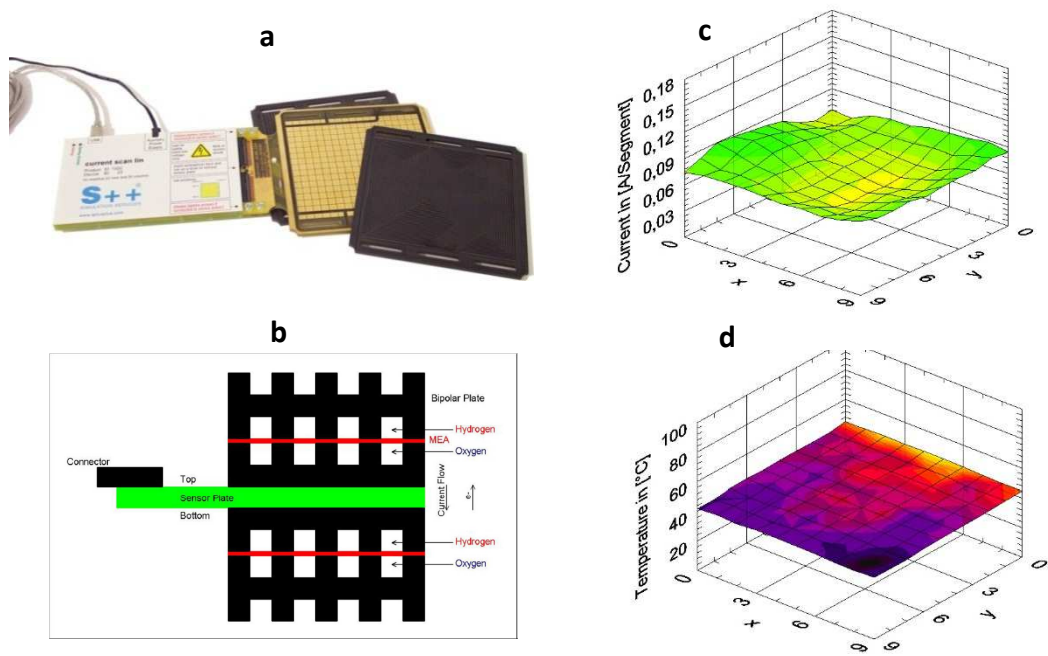 a
current scan lin
S++
b
Bipolar Plate
Hydrogen
MEA
Oxygen
Connector
Top
Sensor Plate
Bottom
Current Flow
e-
Hydrogen
Oxygen
c
Current in [A/Segment]
0,18
0,15
0,12
0,09
0,06
0,03
0
3
6
9
x
0
3
6
9
y
d
Temperature in [°C]
100
80
60
40
20
0
3
6
9
x
0
3
6
9
y